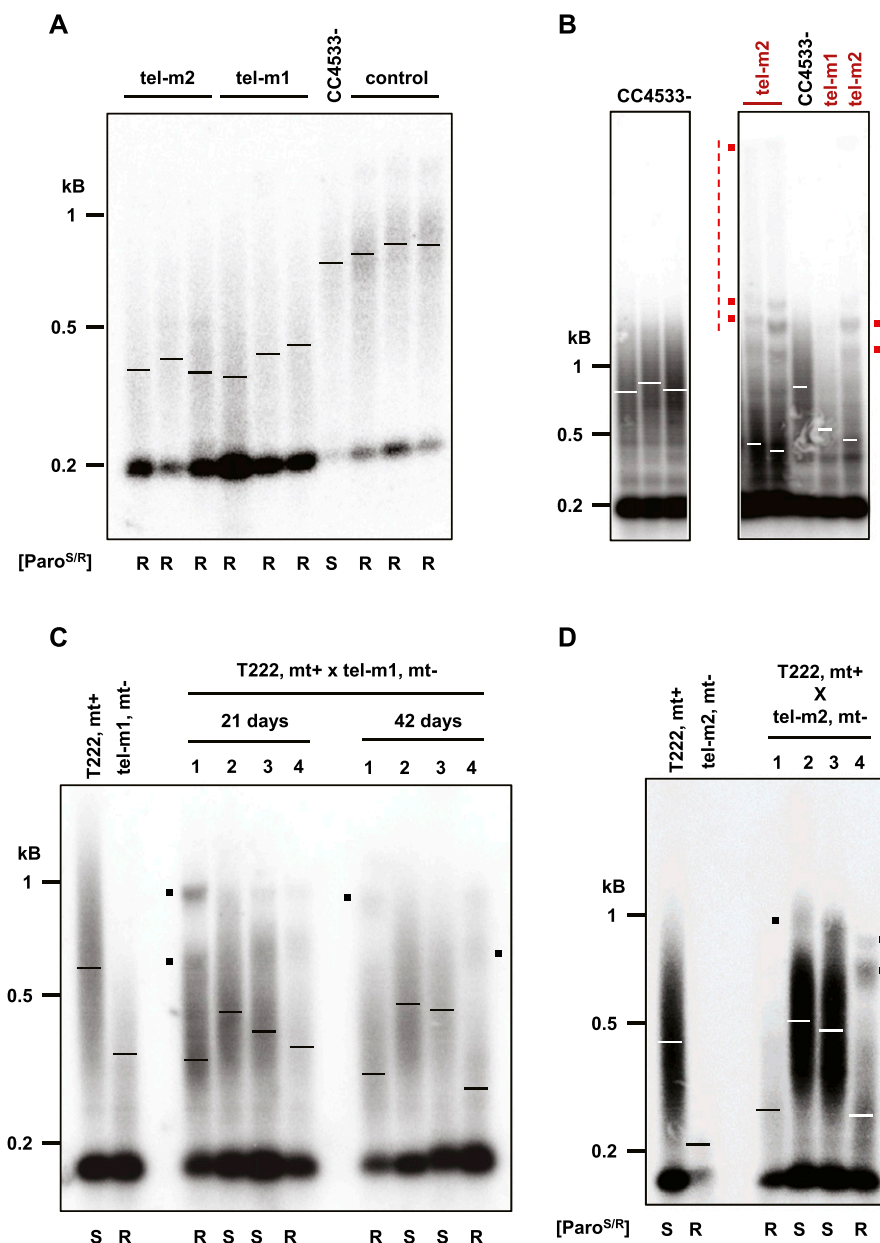 A
tel-m2 tel-m1 CC4533- control
kB
1
0.5
0.2
[Paro^S/R] R R R R R R S R R R
B
CC4533- tel-m2 CC4533- tel-m1 tel-m2
kB
1
0.5
0.2
C
T222, mt+ x tel-m1, mt-
T222, mt+ tel-m1, mt- 21 days 42 days
1 2 3 4 1 2 3 4
kB
1
0.5
0.2
S R R S S R R S S R
D
T222, mt+
X
tel-m2, mt-
T222, mt+ tel-m2, mt- 1 2 3 4
kB
1
0.5
0.2
[Paro^S/R] S R R S S R